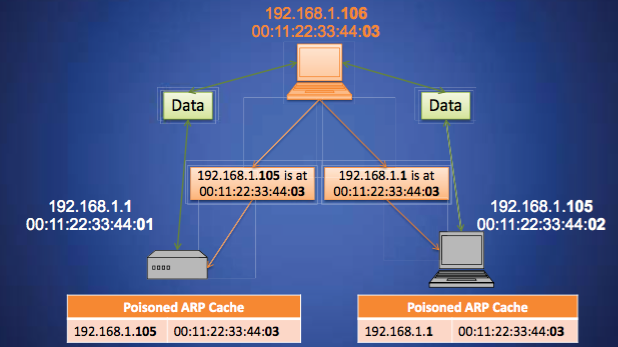 192.168.1.106
00:11:22:33:44:03
Data
Data
192.168.1.105 is at
00:11:22:33:44:03
192.168.1.1 is at
00:11:22:33:44:03
192.168.1.1
00:11:22:33:44:01
192.168.1.105
00:11:22:33:44:02
Poisoned ARP Cache
192.168.1.105 00:11:22:33:44:03
Poisoned ARP Cache
192.168.1.1 00:11:22:33:44:03